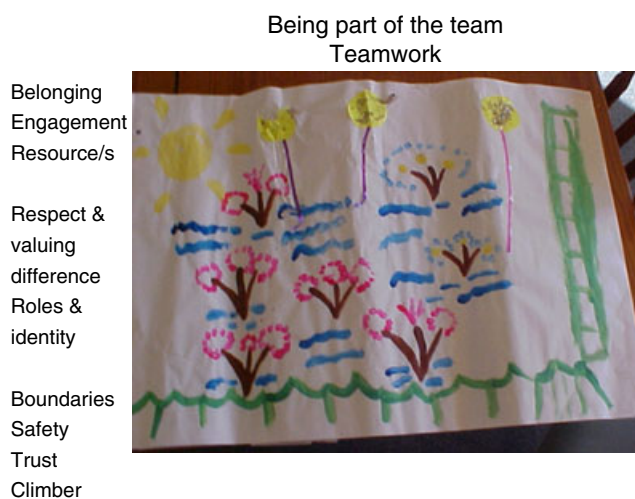 Being part of the team
Teamwork
Belonging
Engagement
Resource/s
Respect &
valuing
difference
Roles &
identity
Boundaries
Safety
Trust
Climber